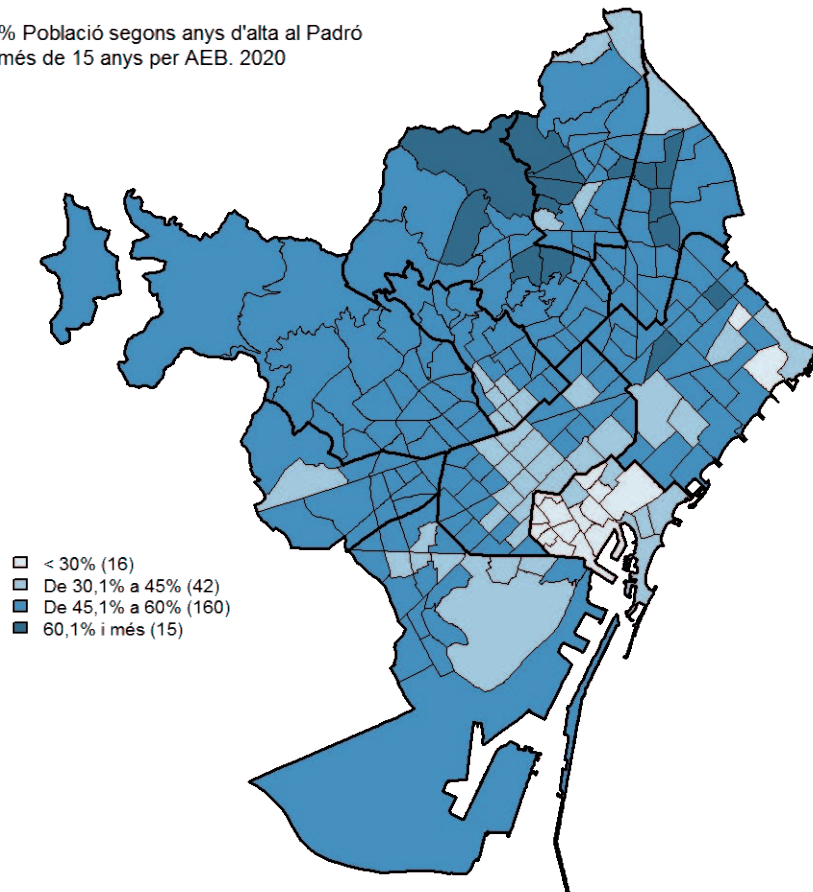 % Població segons anys d'alta al Padró
més de 15 anys per AEB. 2020
< 30% (16)
De 30,1% a 45% (42)
De 45,1% a 60% (160)
60,1% i més (15)